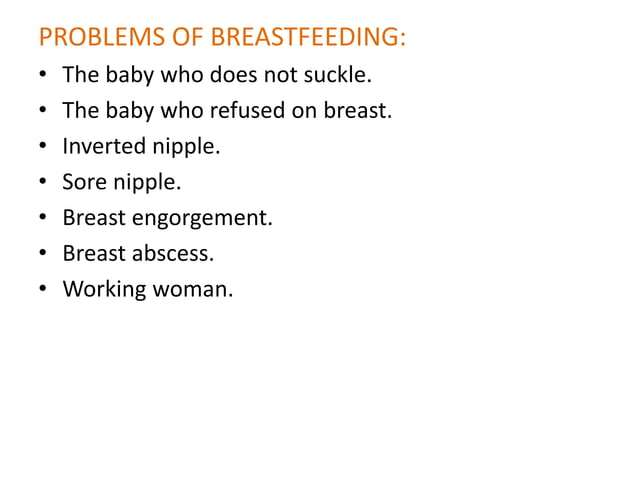 PROBLEMS OF BREASTFEEDING:
• The baby who does not suckle.
• The baby who refused on breast.
• Inverted nipple.
• Sore nipple.
• Breast engorgement.
• Breast abscess.
• Working woman.